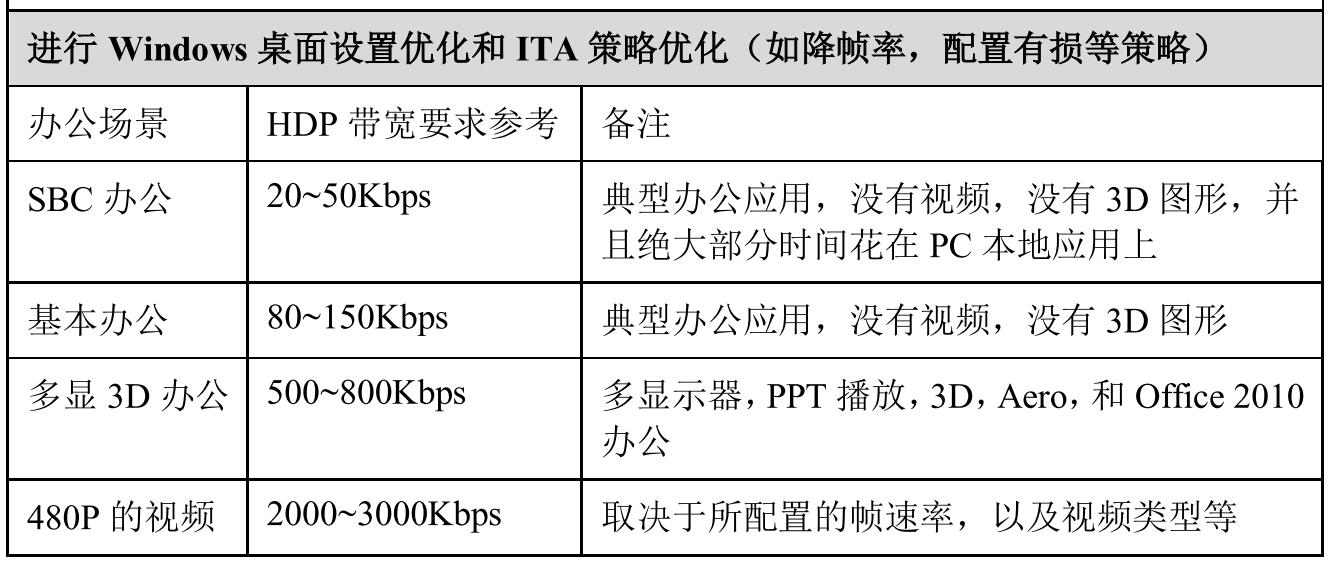 进行 Windows 桌面设置优化和 ITA 策略优化（如降帧率，配置有损等策略）
办公场景 HDP 带宽要求参考 备注
SBC 办公 20~50Kbps 典型办公应用，没有视频，没有 3D 图形，并
且绝大部分时间花在 PC 本地应用上
基本办公 80~150Kbps 典型办公应用，没有视频，没有 3D 图形
多显 3D 办公 500~800Kbps 多显示器，PPT 播放，3D，Aero，和 Office 2010
办公
480P 的视频 2000~3000Kbps 取决于所配置的帧速率，以及视频类型等